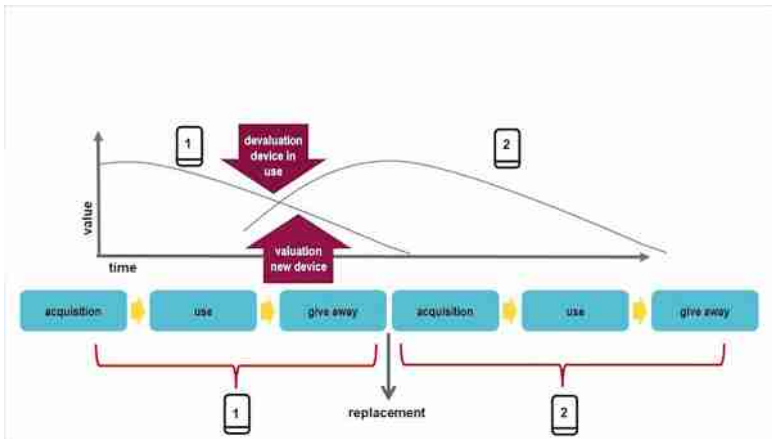 1
2
devaluation
device in
use
value
valuation
new device
time
acquisition
use
give away
acquisition
use
give away
1
replacement
2